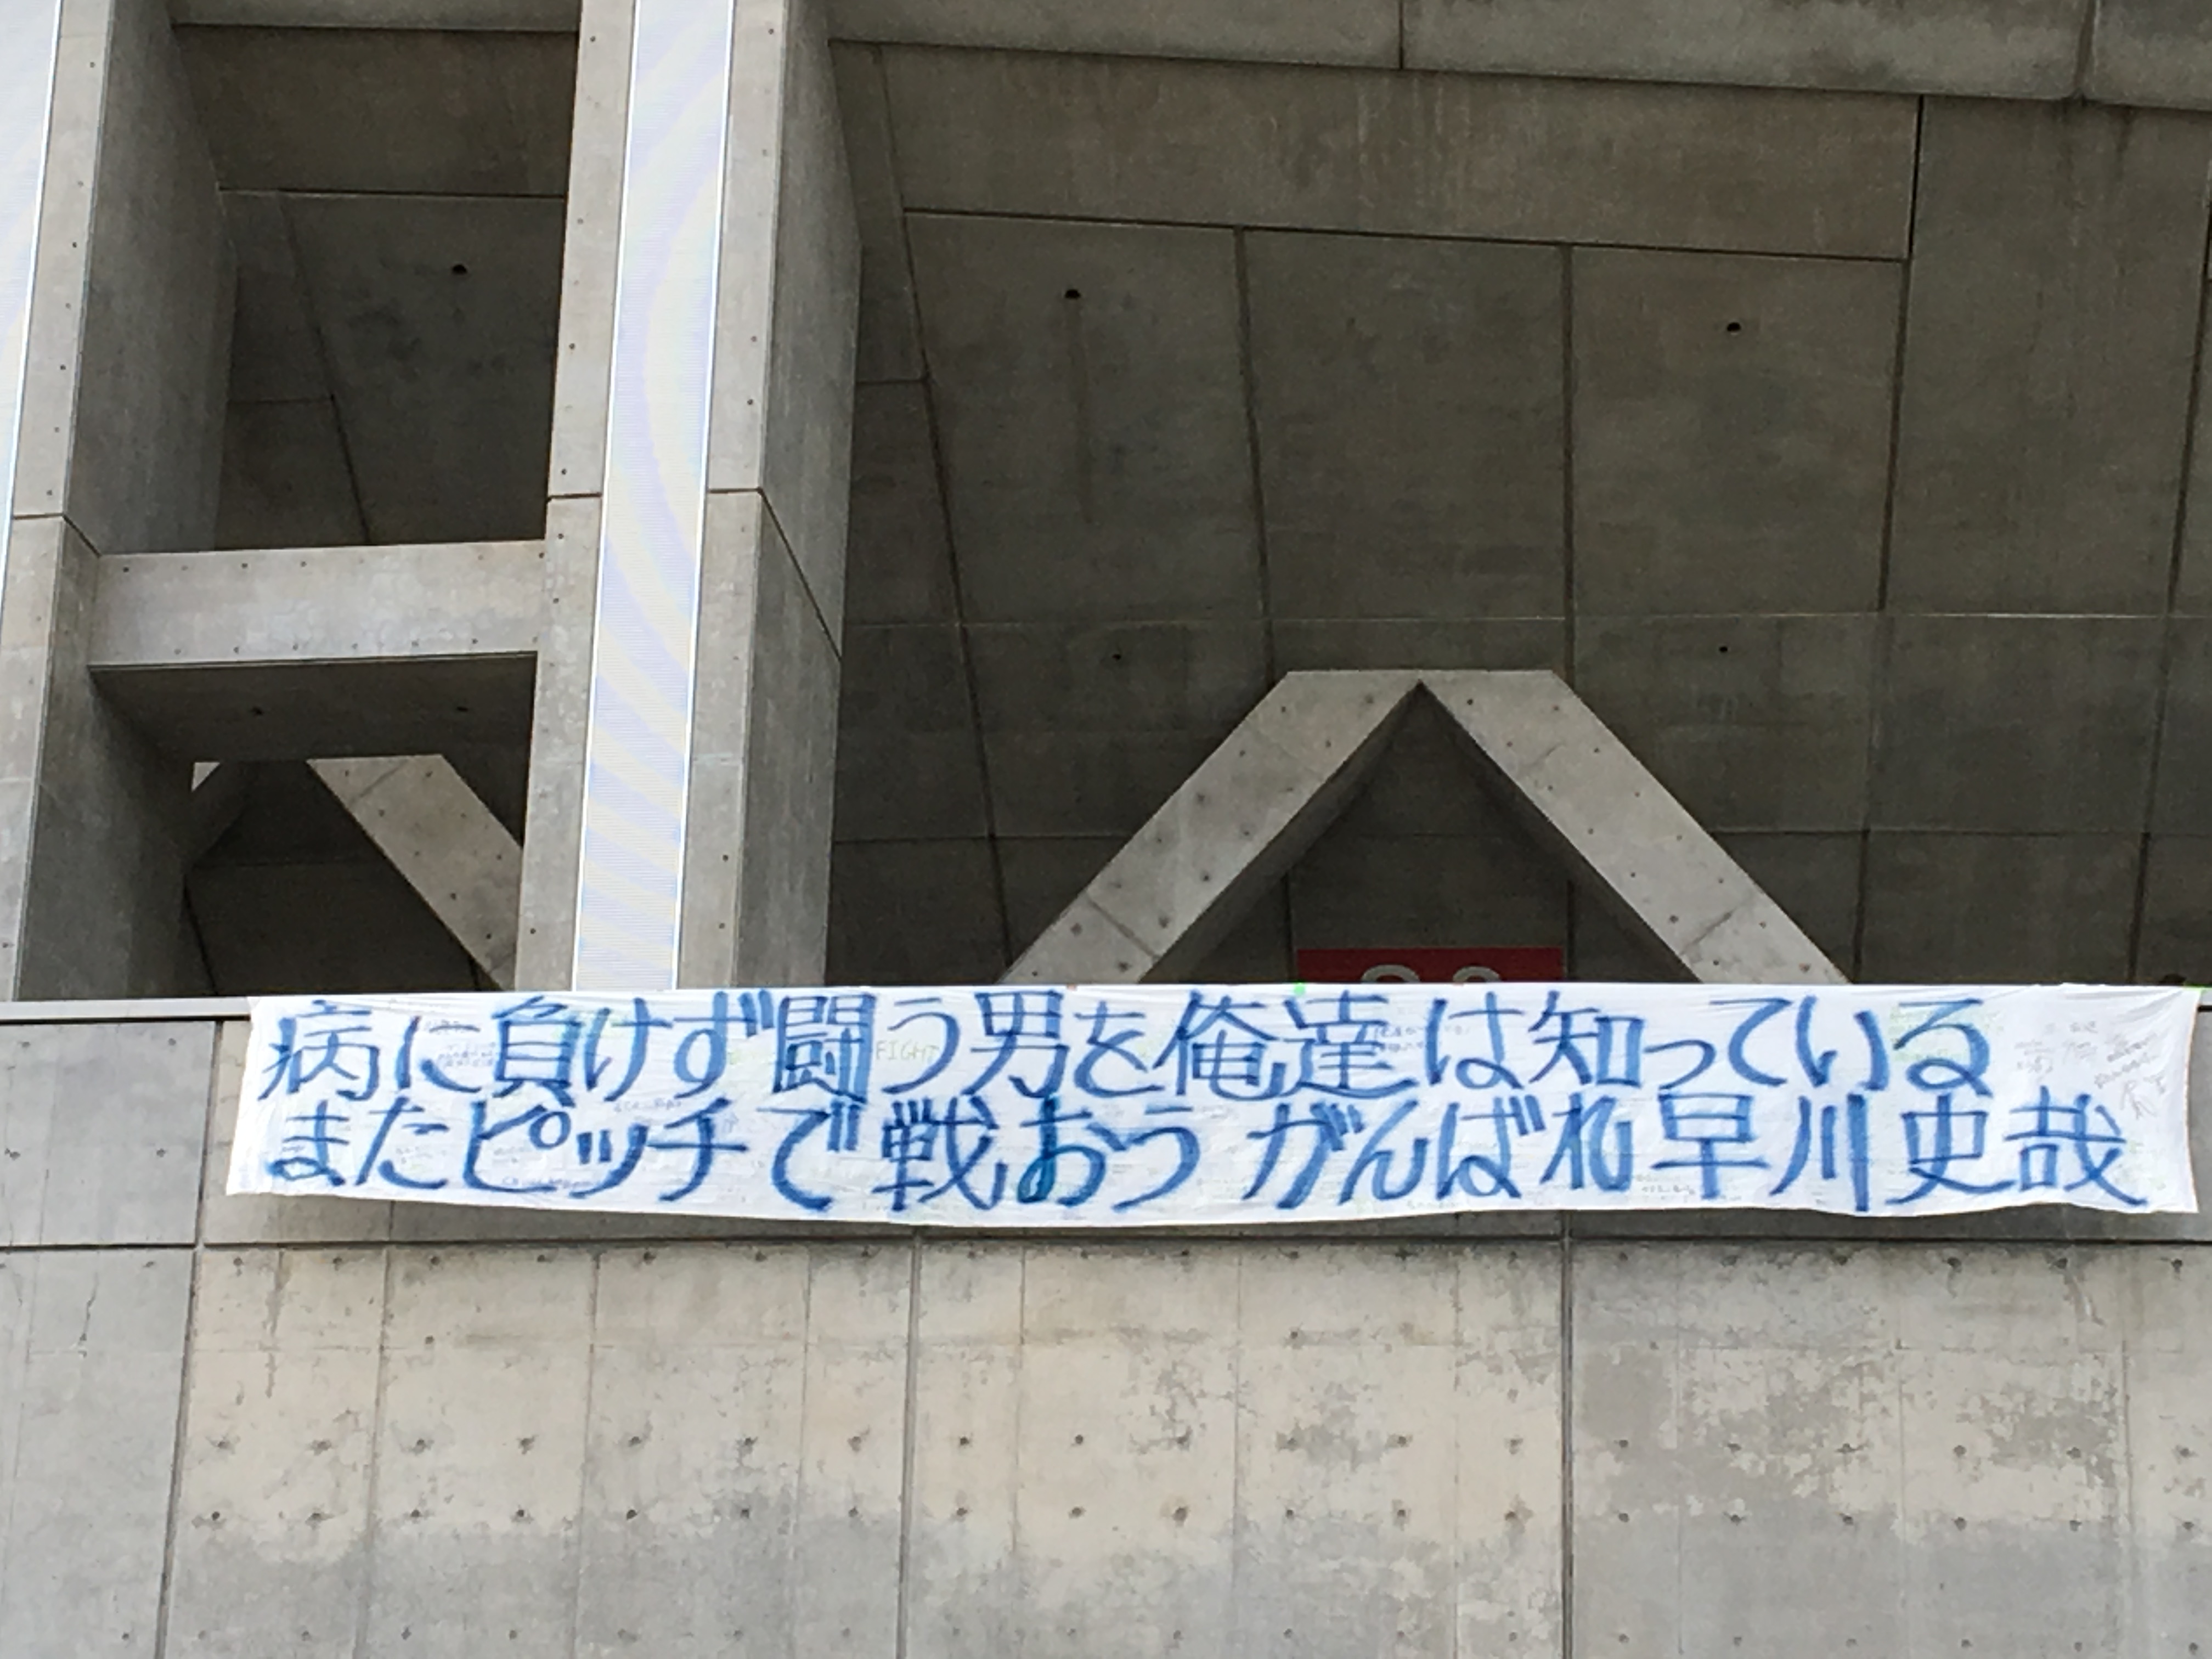 病に負けず闘う男を俺達は知っている
またピッチで戦おう がんばれ早川史哉
FIGHT